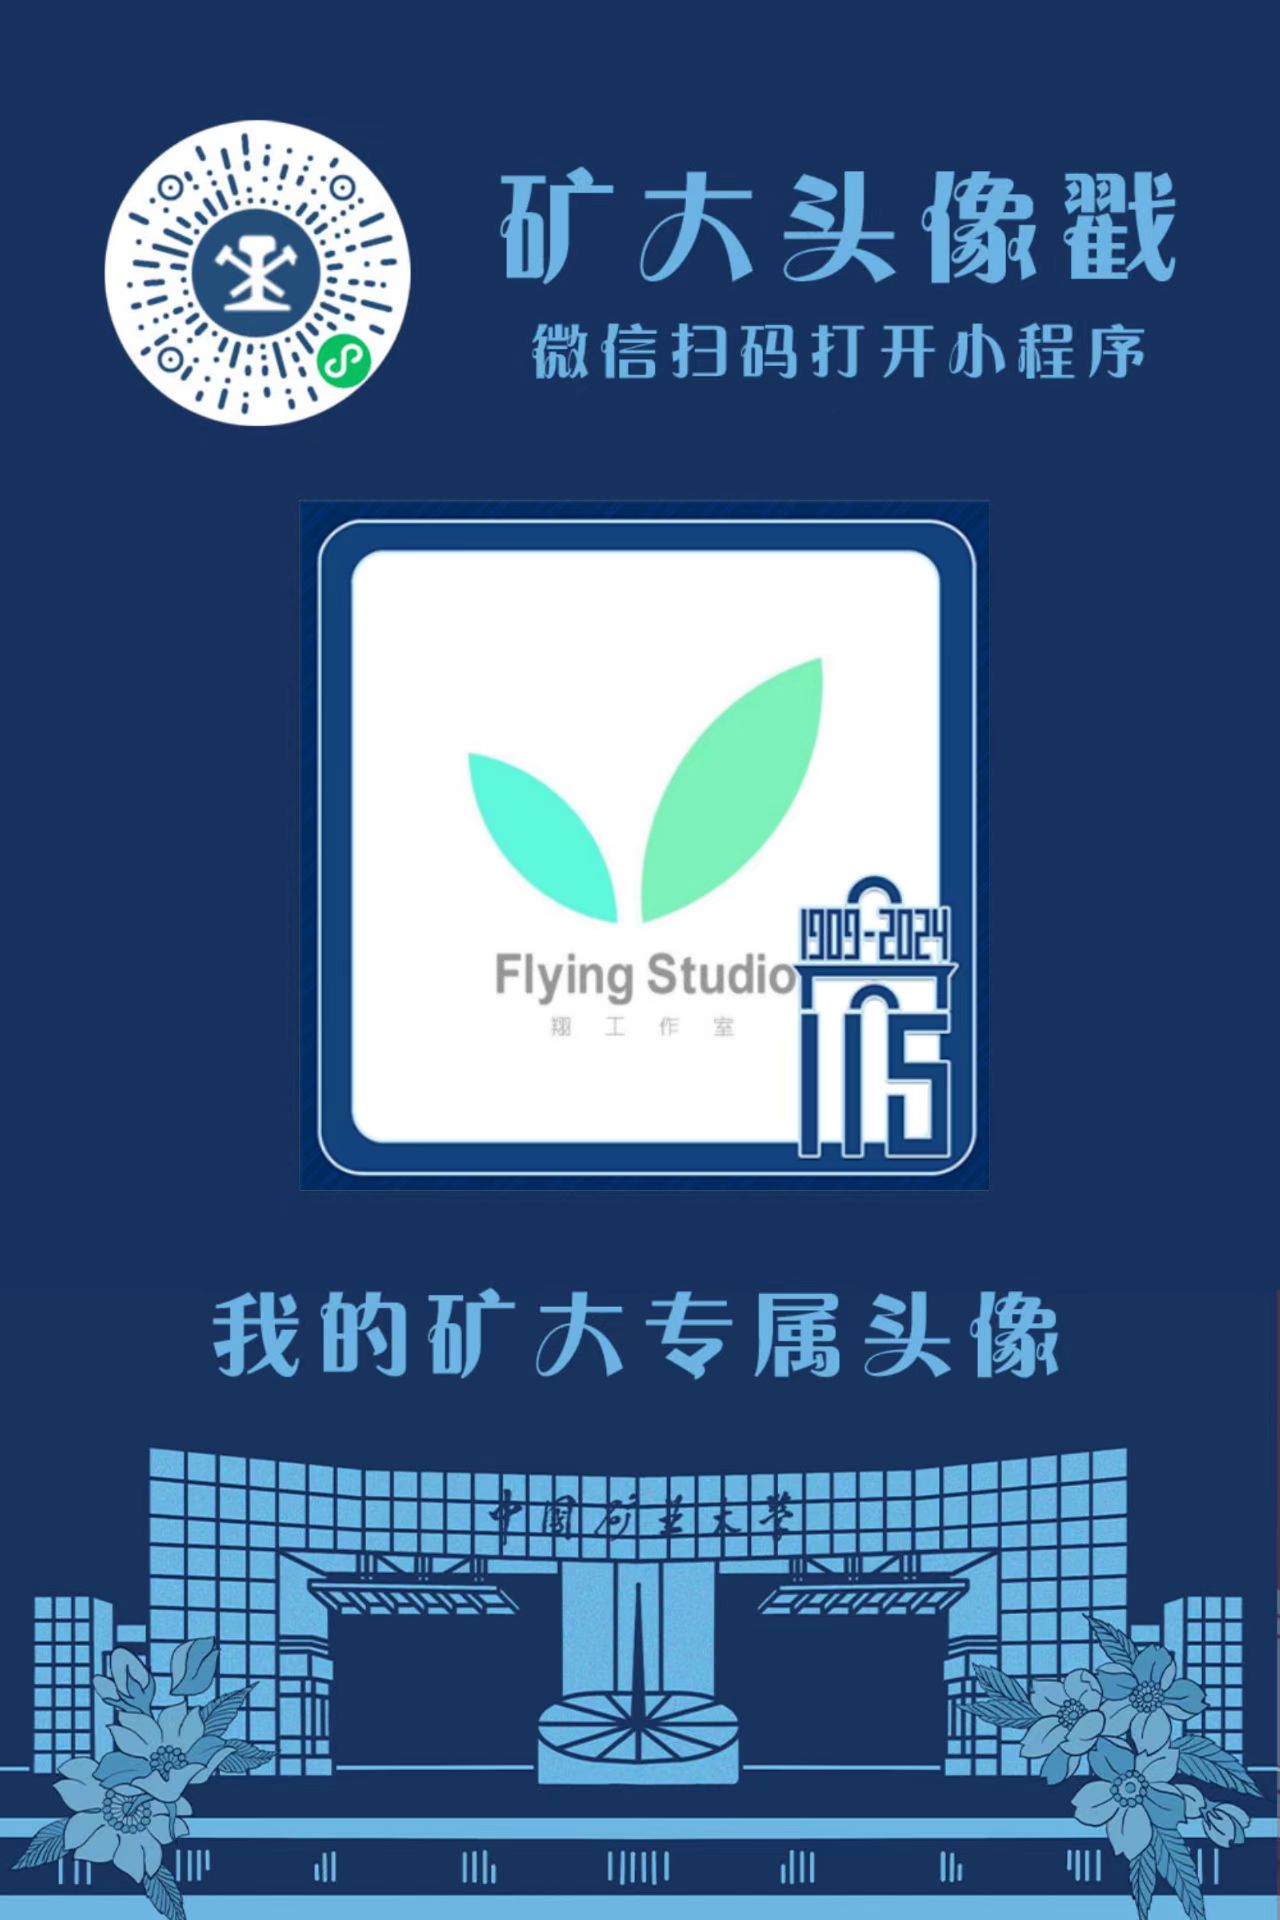 矿大头像戳
微信扫码打开小程序
1909-2024
Flying Studio
翔工作室
115
我的矿大专属头像
中国矿业大学